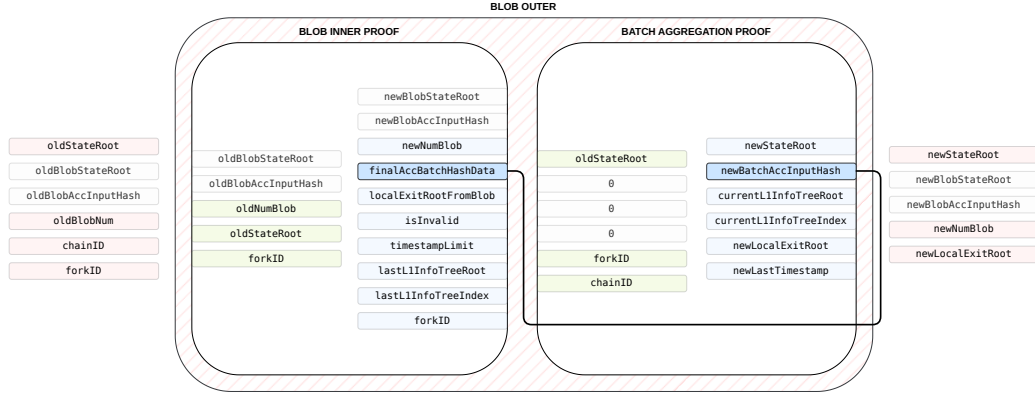 BLOB OUTER
BLOB INNER PROOF
BATCH AGGREGATION PROOF
oldStateRoot
oldBlobStateRoot
oldBlobAccInputHash
oldBlobNum
chainID
forkID
oldBlobStateRoot
oldBlobAccInputHash
oldNumBlob
oldStateRoot
forkID
newBlobStateRoot
newBlobAccInputHash
newNumBlob
finalAccBatchHashData
localExitRootFromBlob
isInvalid
timestampLimit
lastL1InfoTreeRoot
lastL1InfoTreeIndex
forkID
oldStateRoot
0
0
0
forkID
chainID
newStateRoot
newBatchAccInputHash
currentL1InfoTreeRoot
currentL1InfoTreeIndex
newLocalExitRoot
newLastTimestamp
newStateRoot
newBlobStateRoot
newBlobAccInputHash
newNumBlob
newLocalExitRoot